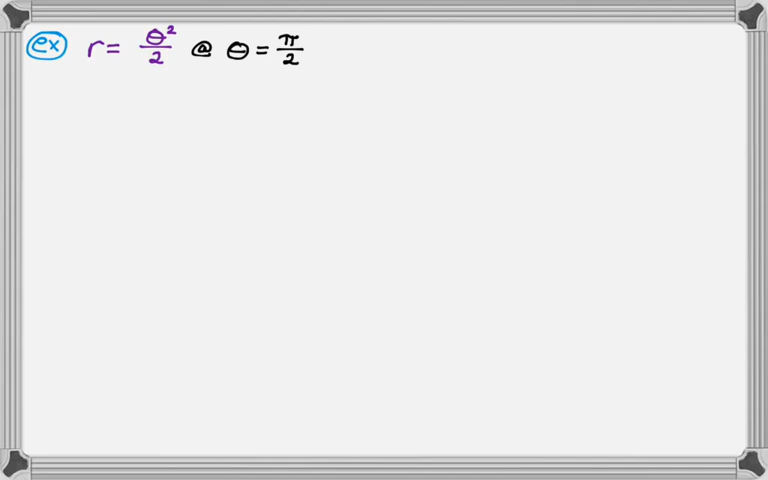 ex r = θ²/2 @ θ = π/2